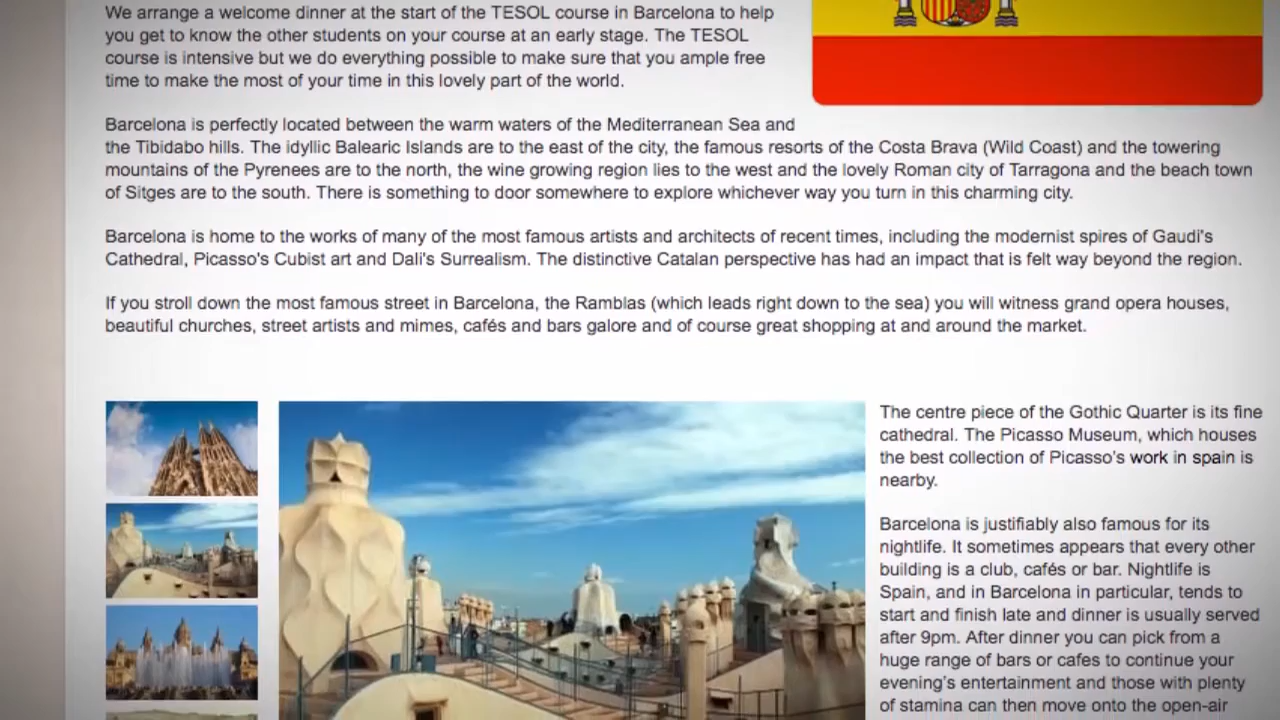 We arrange a welcome dinner at the start of the TESOL course in Barcelona to help
you get to know the other students on your course at an early stage. The TESOL
course is intensive but we do everything possible to make sure that you ample free
time to make the most of your time in this lovely part of the world.
Barcelona is perfectly located between the warm waters of the Mediterranean Sea and
the Tibidabo hills. The idyllic Balearic Islands are to the east of the city, the famous resorts of the Costa Brava (Wild Coast) and the towering
mountains of the Pyrenees are to the north, the wine growing region lies to the west and the lovely Roman city of Tarragona and the beach town
of Sitges are to the south. There is something to door somewhere to explore whichever way you turn in this charming city.
Barcelona is home to the works of many of the most famous artists and architects of recent times, including the modernist spires of Gaudi's
Cathedral, Picasso's Cubist art and Dali's Surrealism. The distinctive Catalan perspective has had an impact that is felt way beyond the region.
If you stroll down the most famous street in Barcelona, the Ramblas (which leads right down to the sea) you will witness grand opera houses,
beautiful churches, street artists and mimes, cafés and bars galore and of course great shopping at and around the market.
The centre piece of the Gothic Quarter is its fine
cathedral. The Picasso Museum, which houses
the best collection of Picasso's work in spain is
nearby.
Barcelona is justifiably also famous for its
nightlife. It sometimes appears that every other
building is a club, cafés or bar. Nightlife is
Spain, and in Barcelona in particular, tends to
start and finish late and dinner is usually served
after 9pm. After dinner you can pick from a
huge range of bars or cafes to continue your
evening's entertainment and those with plenty
of stamina can then move onto the open-air